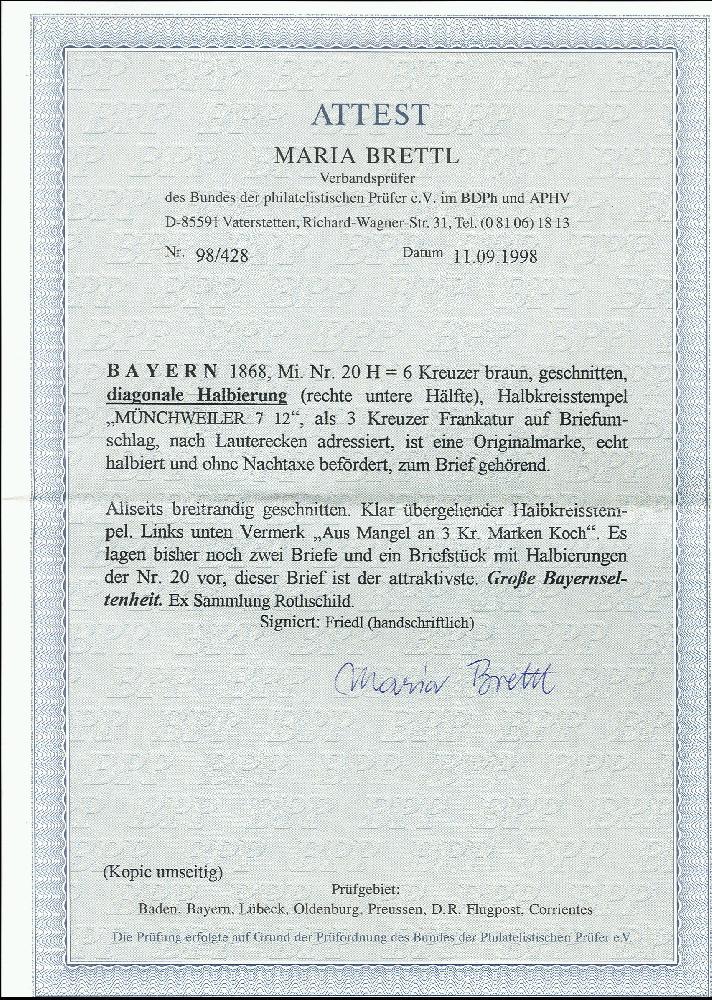 ATTEST
MARIA BRETTL
Verbandsprüfer
des Bundes der philatelistischen Prüfer e.V. im BDPh und APHV
D-85591 Vaterstetten, Richard-Wagner-Str. 31, Tel. (0 81 06) 18 13
Nr. 98/428 Datum 11.09.1998
BAYERN 1868, Mi. Nr. 20 H = 6 Kreuzer braun, geschnitten,
diagonale Halbierung (rechte untere Hälfte), Halbkreisstempel
„MÜNCHWEILER 7 12“, als 3 Kreuzer Frankatur auf Briefum-
schlag, nach Lauterecken adressiert, ist eine Originalmarke, echt
halbiert und ohne Nachtaxe befördert, zum Brief gehörend.
Allseits breitrandig geschnitten. Klar übergehender Halbkreisstem-
pel. Links unten Vermerk „Aus Mangel an 3 Kr. Marken Koch“. Es
lagen bisher noch zwei Briefe und ein Briefstück mit Halbierungen
der Nr. 20 vor, dieser Brief ist der attraktivste. Große Bayernsel-
tenheit. Ex Sammlung Rothschild.
Signiert: Friedl (handschriftlich)
Maria Brettl
(Kopie umseitig)
Prüfgebiet:
Baden, Bayern, Lübeck, Oldenburg, Preussen, D.R. Flugpost, Corrientes
Die Prüfung erfolgte auf Grund der Prüfordnung des Bundes der Philatelistischen Prüfer e.V.